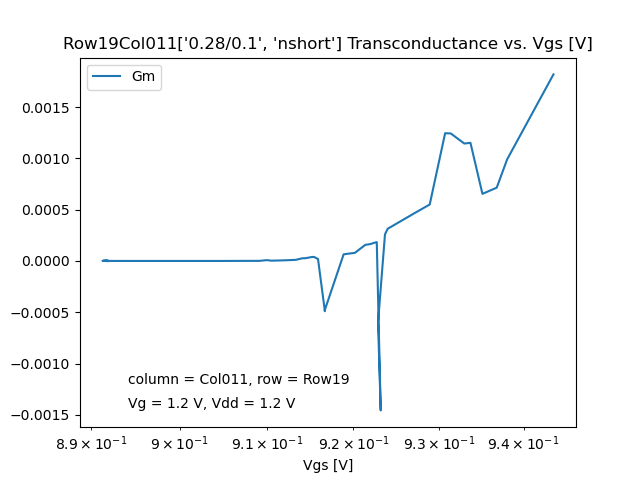 Row19Col011['0.28/0.1', 'nshort'] Transconductance vs. Vgs [V]
Gm
0.0015
0.0010
0.0005
0.0000
−0.0005
−0.0010
−0.0015
column = Col011, row = Row19
Vg = 1.2 V, Vdd = 1.2 V
8.9 × 10⁻¹ 9 × 10⁻¹ 9.1 × 10⁻¹ 9.2 × 10⁻¹ 9.3 × 10⁻¹ 9.4 × 10⁻¹
Vgs [V]